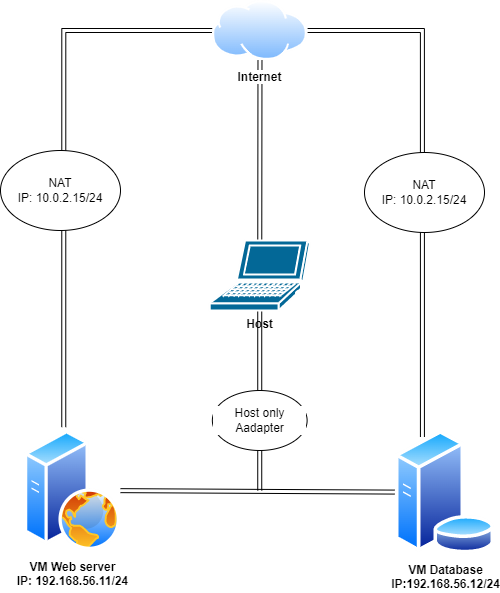 Internet
NAT
IP: 10.0.2.15/24
NAT
IP: 10.0.2.15/24
Host
Host only
Aadapter
VM Web server
IP: 192.168.56.11/24
VM Database
IP:192.168.56.12/24